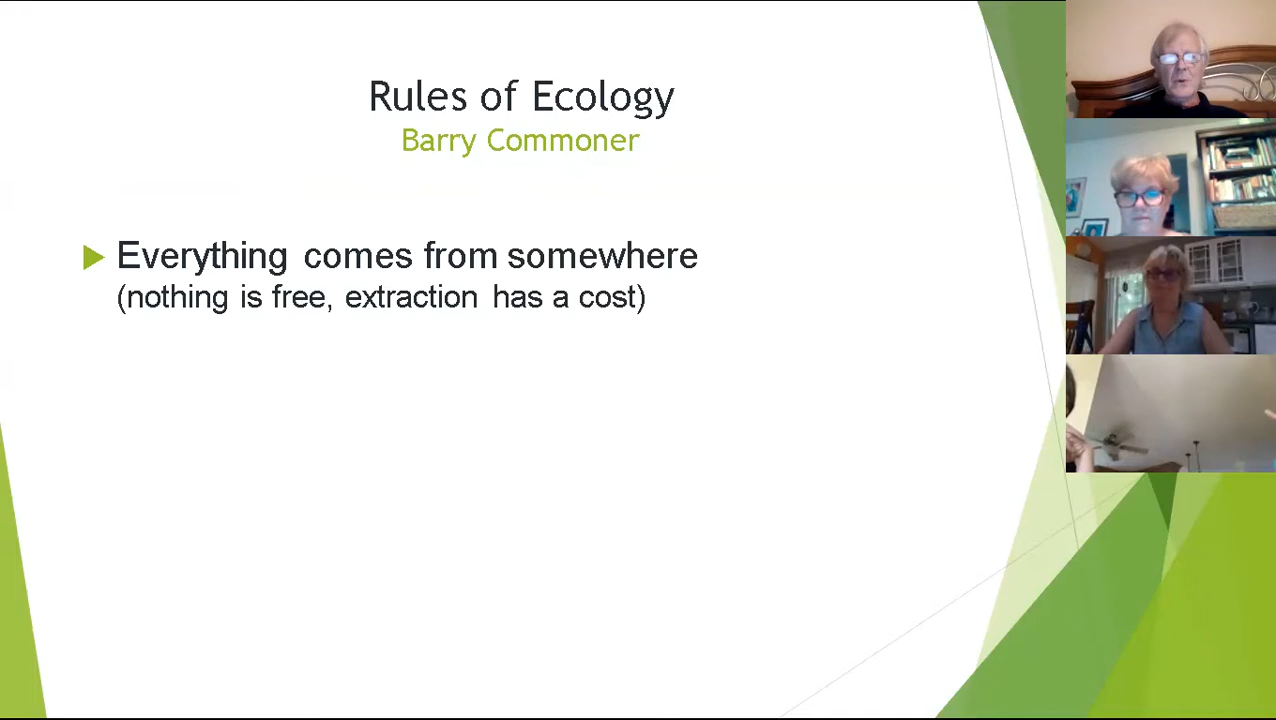 Rules of Ecology
Barry Commoner
Everything comes from somewhere
(nothing is free, extraction has a cost)